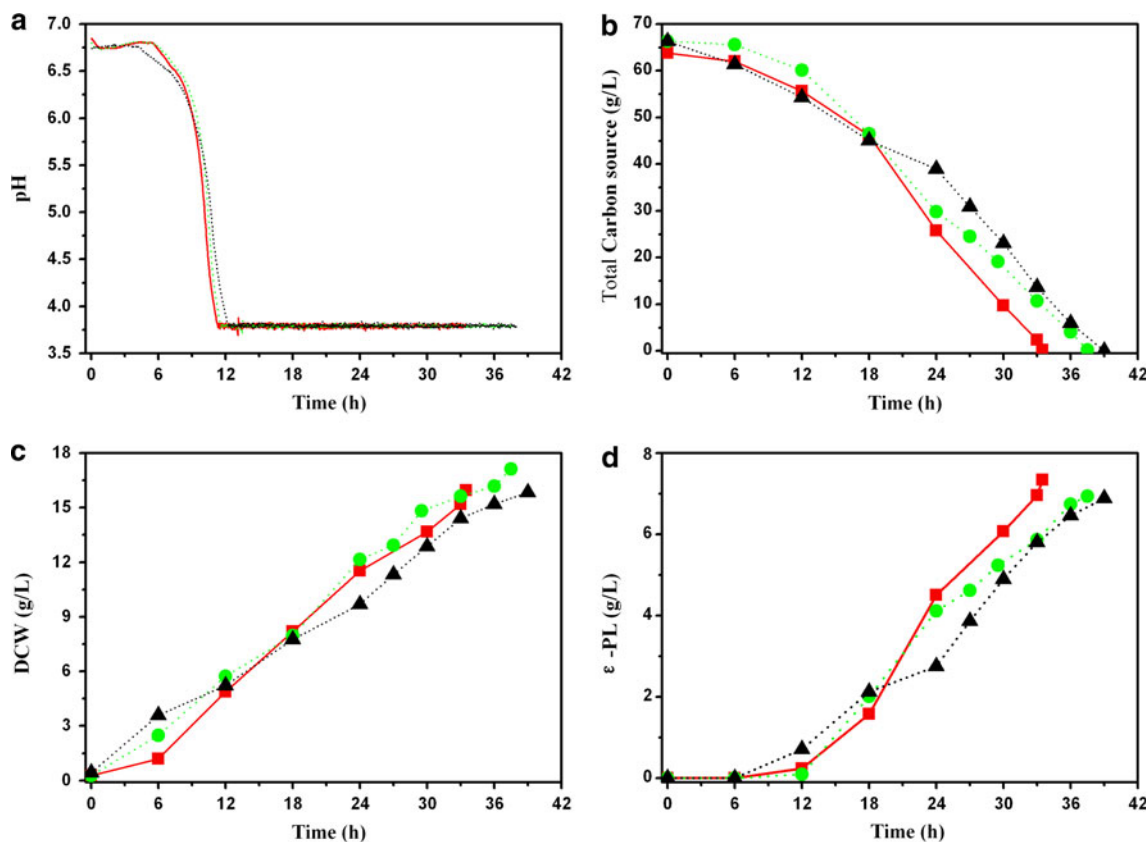 a
7.0
6.5
6.0
5.5
5.0
4.5
4.0
3.5
pH
0 6 12 18 24 30 36 42
Time (h)
b
70
60
50
40
30
20
10
0
Total Carbon source (g/L)
0 6 12 18 24 30 36 42
Time (h)
c
18
15
12
9
6
3
0
DCW (g/L)
0 6 12 18 24 30 36 42
Time (h)
d
8
6
4
2
0
ε -PL (g/L)
0 6 12 18 24 30 36 42
Time (h)